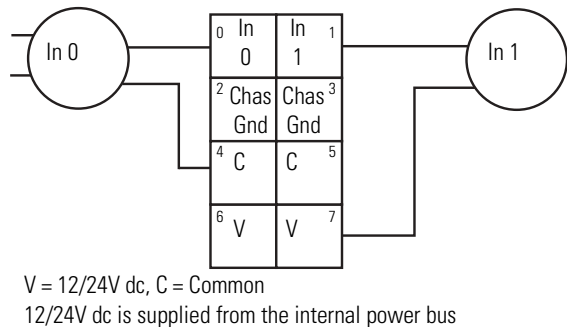 0 In In 1
In 0 0 1 In 1
2 Chas Chas 3
Gnd Gnd
4 C C 5
6 V V 7
V = 12/24V dc, C = Common
12/24V dc is supplied from the internal power bus